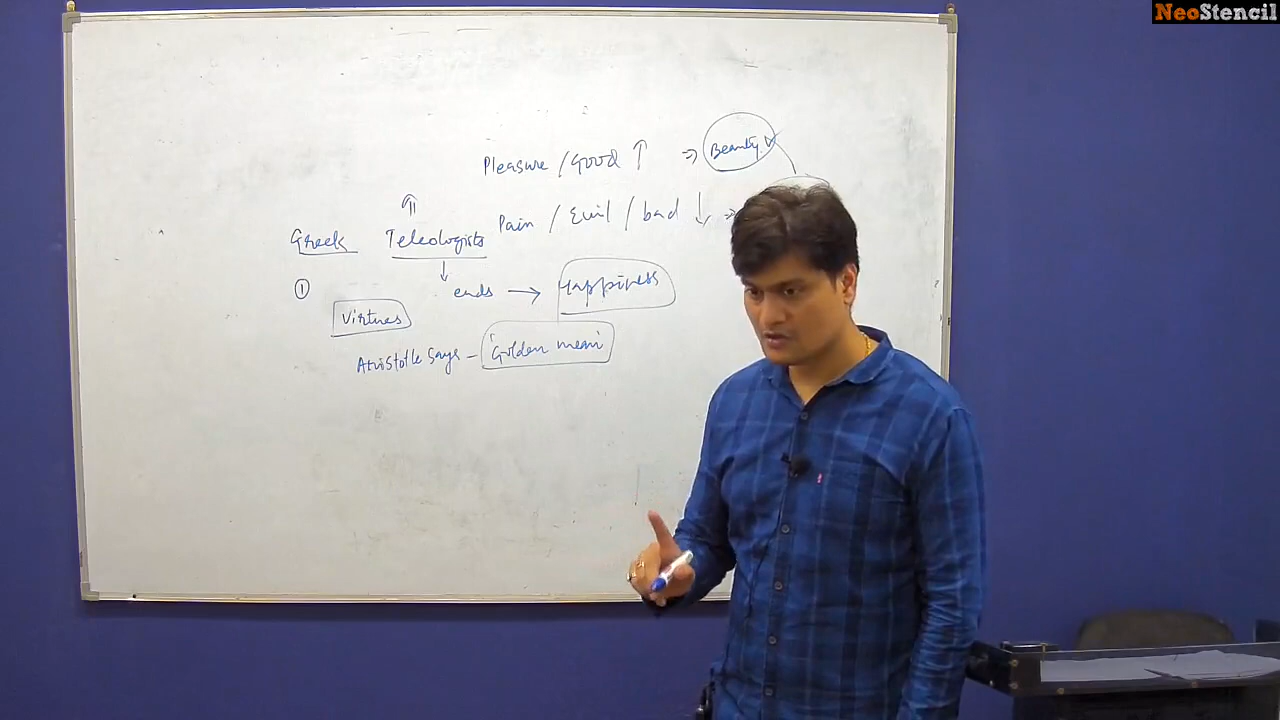 NeoStencil
Pleasure / Good ↑ ⇒ Beauty ✓
Pain / Evil / bad ↓ ⇒
⇑
Greek Teleologists
↓
① ends → Happiness
Virtues
Aristotle says - 'Golden mean'